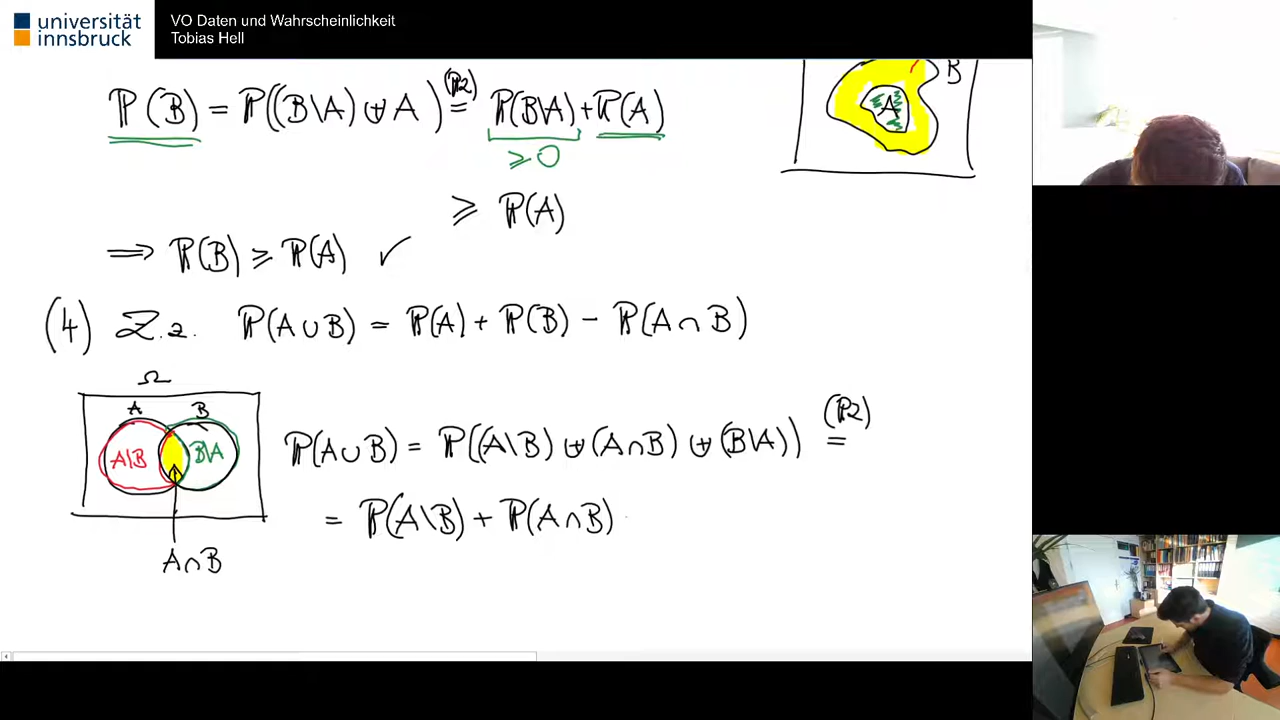 universität
innsbruck
VO Daten und Wahrscheinlichkeit
Tobias Hell
ℙ(B) = ℙ((B\A) ⊎ A) (ℙ2)= ℙ(B\A) + ℙ(A)
≥ 0
B
A
≥ ℙ(A)
⟹ ℙ(B) ≥ ℙ(A) ✓
(4) Z.z. ℙ(A ∪ B) = ℙ(A) + ℙ(B) − ℙ(A ∩ B)
Ω
A B
A\B B\A
A∩B
ℙ(A∪B) = ℙ((A\B) ⊎ (A∩B) ⊎ (B\A)) (ℙ2)=
= ℙ(A\B) + ℙ(A∩B)